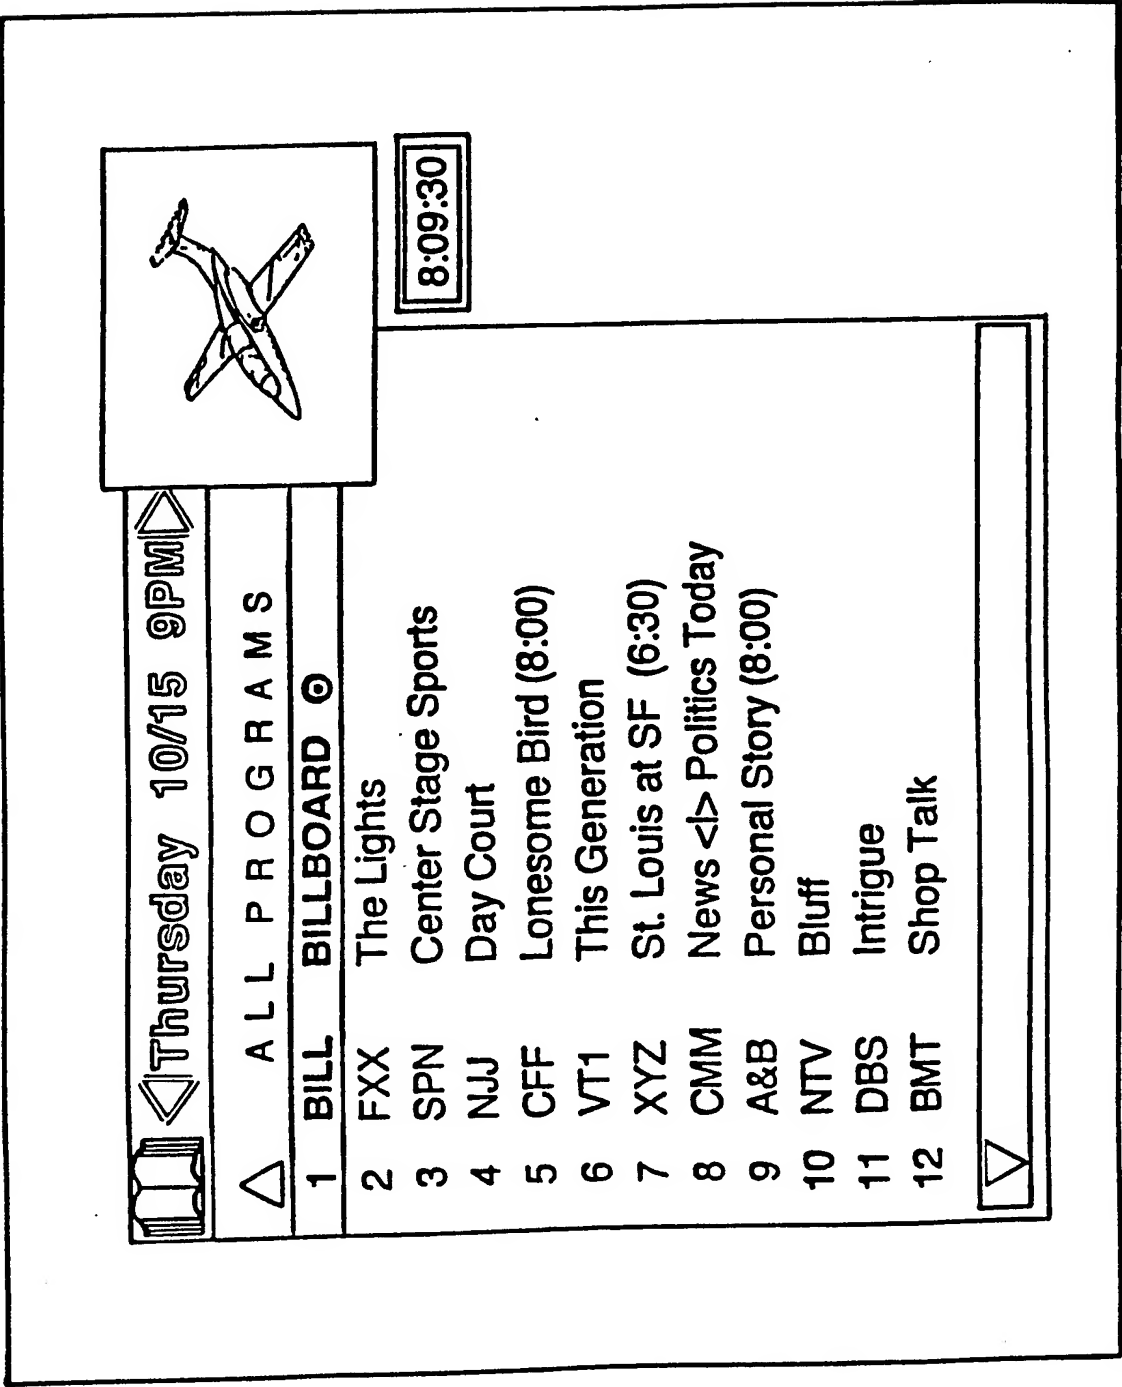 Thursday 10/15 9PM
ALL PROGRAMS
1 BILL BILLBOARD
2 FXX The Lights
3 SPN Center Stage Sports
4 NJJ Day Court
5 CFF Lonesome Bird (8:00)
6 VT1 This Generation
7 XYZ St. Louis at SF (6:30)
8 CMM News <I> Politics Today
9 A&B Personal Story (8:00)
10 NTV Bluff
11 DBS Intrigue
12 BMT Shop Talk
8:09:30